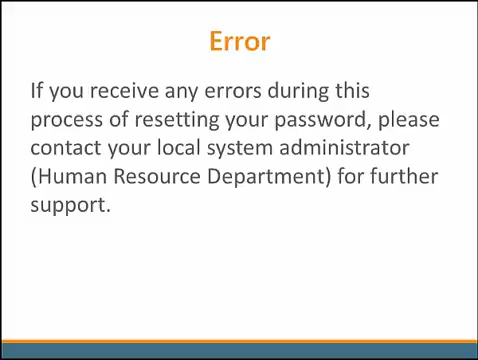 Error
If you receive any errors during this
process of resetting your password, please
contact your local system administrator
(Human Resource Department) for further
support.